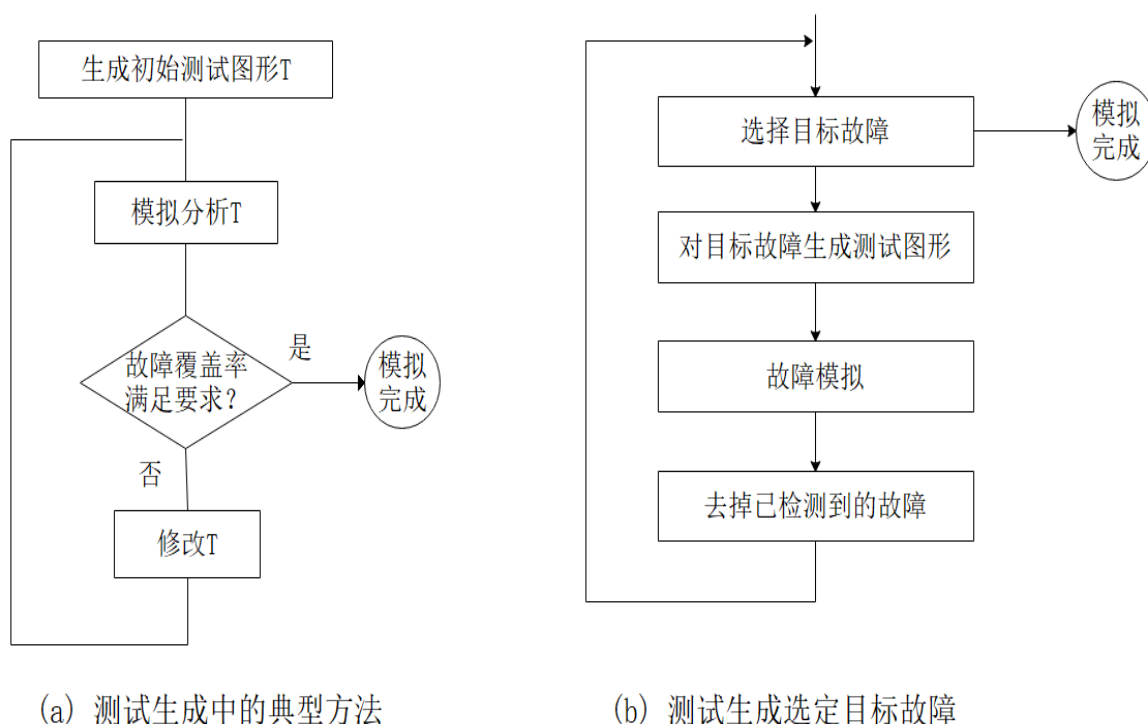 生成初始测试图形T
模拟分析T
故障覆盖率
满足要求?
是
模拟
完成
否
修改T
(a) 测试生成中的典型方法
选择目标故障
模拟
完成
对目标故障生成测试图形
故障模拟
去掉已检测到的故障
(b) 测试生成选定目标故障